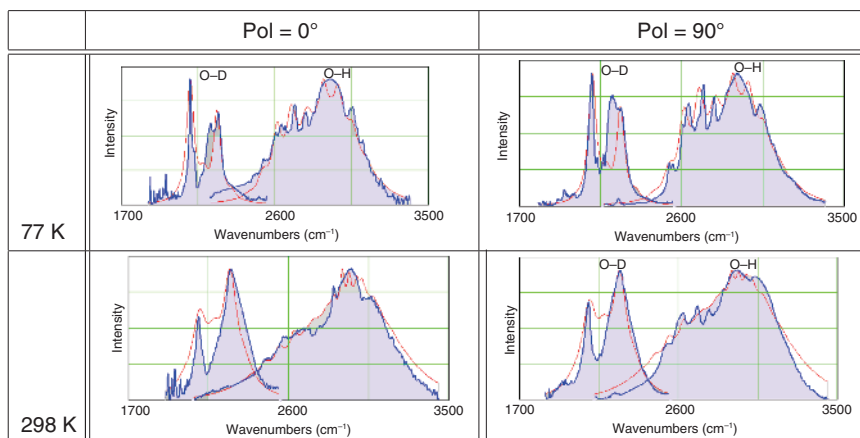 Pol = 0°
Pol = 90°
77 K
Intensity
O–D
O–H
1700
2600
3500
Wavenumbers (cm⁻¹)
Intensity
O–D
O–H
1700
2600
3500
Wavenumbers (cm⁻¹)
298 K
Intensity
1700
2600
3500
Wavenumbers (cm⁻¹)
Intensity
O–D
O–H
1700
2600
3500
Wavenumbers (cm⁻¹)